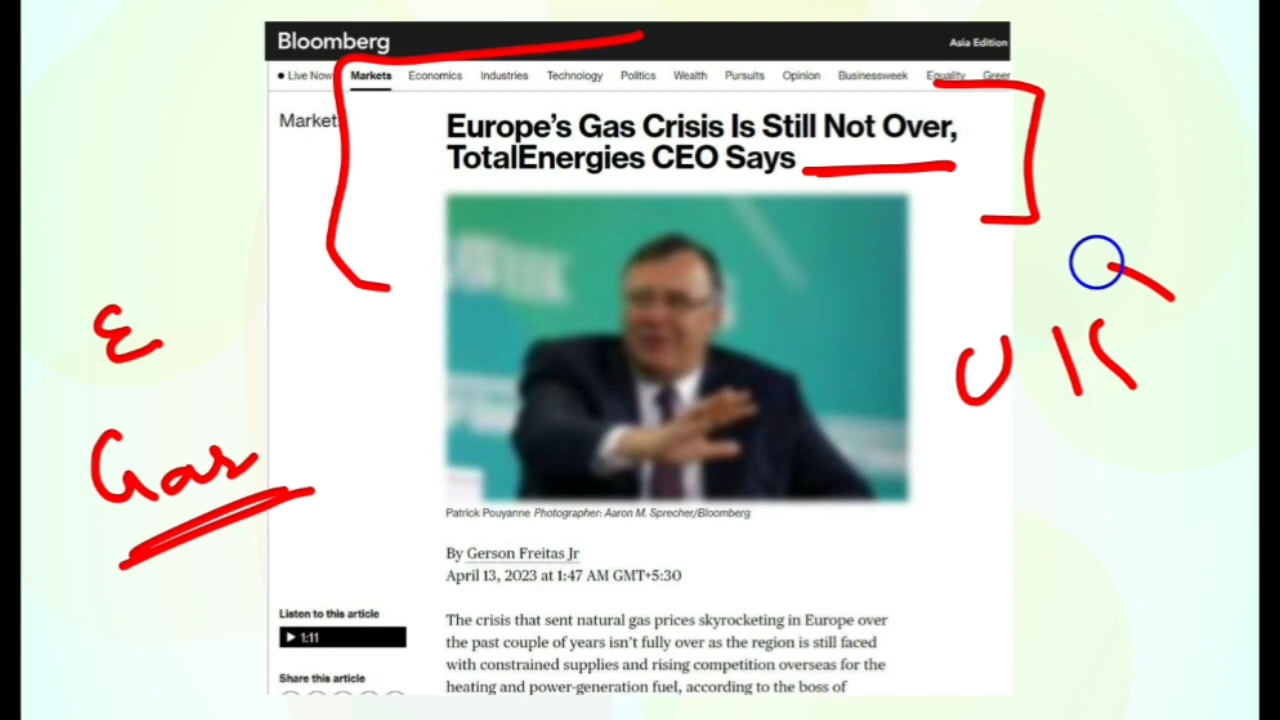 Bloomberg
Asia Edition
Live Now Markets Economics Industries Technology Politics Wealth Pursuits Opinion Businessweek Equality Green
Markets
Europe's Gas Crisis Is Still Not Over,
TotalEnergies CEO Says
ε
Gas
UK
Patrick Pouyanne Photographer: Aaron M. Sprecher/Bloomberg
By Gerson Freitas Jr
April 13, 2023 at 1:47 AM GMT+5:30
Listen to this article
1:11
Share this article
The crisis that sent natural gas prices skyrocketing in Europe over
the past couple of years isn't fully over as the region is still faced
with constrained supplies and rising competition overseas for the
heating and power-generation fuel, according to the boss of